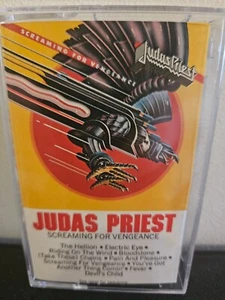 SCREAMING FOR VENGEANCE
Judas Priest
JUDAS PRIEST
SCREAMING FOR VENGEANCE
The Hellion • Electric Eye •
Riding On The Wind • Bloodstone •
(Take These) Chains • Pain And Pleasure •
Screaming For Vengeance • You've Got
Another Thing Comin' • Fever •
Devil's Child